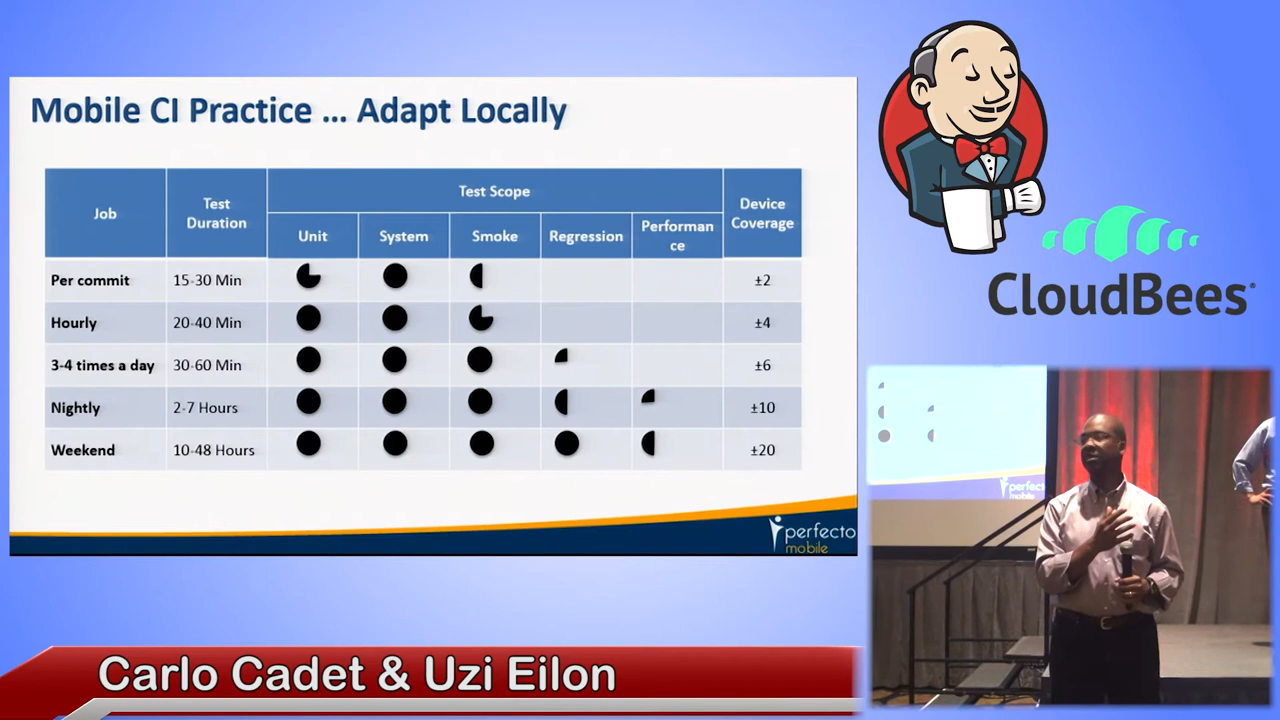 Mobile CI Practice ... Adapt Locally
Job
Test Duration
Test Scope
Device Coverage
Unit
System
Smoke
Regression
Performan
ce
Per commit 15-30 Min ±2
Hourly 20-40 Min ±4
3-4 times a day 30-60 Min ±6
Nightly 2-7 Hours ±10
Weekend 10-48 Hours ±20
perfecto
mobile
CloudBees
perfecto
mobile
Carlo Cadet & Uzi Eilon